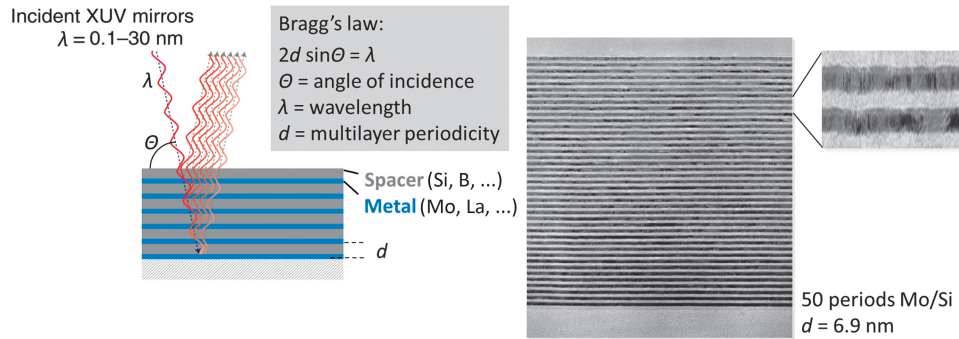 Incident XUV mirrors
λ = 0.1–30 nm
λ
Θ
Bragg's law:
2d sinΘ = λ
Θ = angle of incidence
λ = wavelength
d = multilayer periodicity
Spacer (Si, B, ...)
Metal (Mo, La, ...)
d
50 periods Mo/Si
d = 6.9 nm